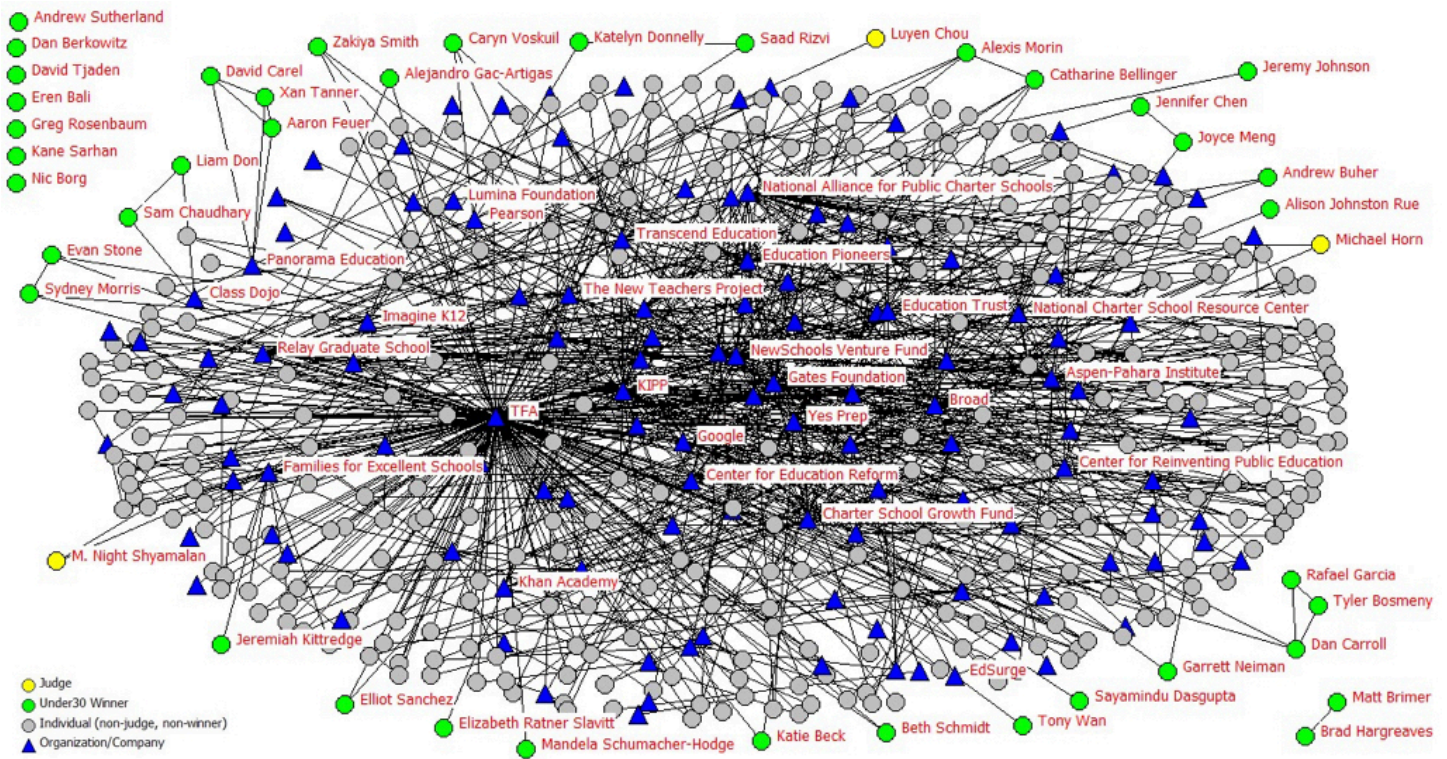 Andrew Sutherland
Dan Berkowitz
David Tjaden
Eren Bali
Greg Rosenbaum
Kane Sarhan
Nic Borg
Zakiya Smith
Caryn Voskuil
Katelyn Donnelly
Saad Rizvi
Luyen Chou
Alexis Morin
Catharine Bellinger
Jeremy Johnson
David Carel
Alejandro Gac-Artigas
Xan Tanner
Aaron Feuer
Jennifer Chen
Joyce Meng
Liam Don
Andrew Buher
Lumina Foundation
National Alliance for Public Charter Schools
Sam Chaudhary
Pearson
Alison Johnston Rue
Transcend Education
Michael Horn
Evan Stone
Panorama Education
Education Pioneers
Sydney Morris
Class Dojo
The New Teachers Project
Education Trust
National Charter School Resource Center
Imagine K12
Relay Graduate School
NewSchools Venture Fund
Aspen-Pahara Institute
KIPP
Gates Foundation
Broad
TFA
Yes Prep
Google
Families for Excellent Schools
Center for Education Reform
Center for Reinventing Public Education
Charter School Growth Fund
M. Night Shyamalan
Khan Academy
Rafael Garcia
Tyler Bosmeny
Jeremiah Kittredge
Dan Carroll
EdSurge
Garrett Neiman
Elliot Sanchez
Sayamindu Dasgupta
Matt Brimer
Elizabeth Ratner Slavitt
Tony Wan
Beth Schmidt
Katie Beck
Mandela Schumacher-Hodge
Brad Hargreaves
Judge
Under30 Winner
Individual (non-judge, non-winner)
Organization/Company